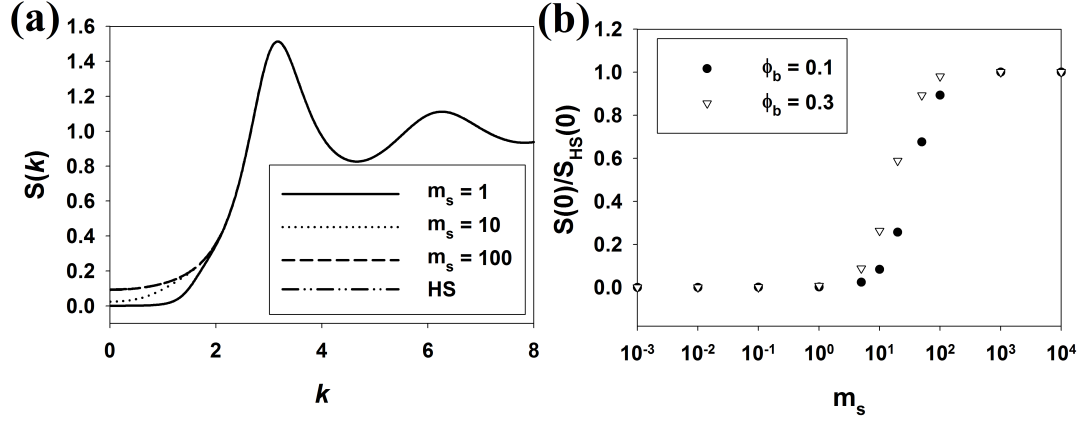 (a)
S(k)
1.6
1.4
1.2
1.0
0.8
0.6
0.4
0.2
0.0
m_s = 1
m_s = 10
m_s = 100
HS
0 2 4 6 8
k
(b)
S(0)/S_HS(0)
1.2
1.0
0.8
0.6
0.4
0.2
0.0
ϕ_b = 0.1
ϕ_b = 0.3
10^-3 10^-2 10^-1 10^0 10^1 10^2 10^3 10^4
m_s